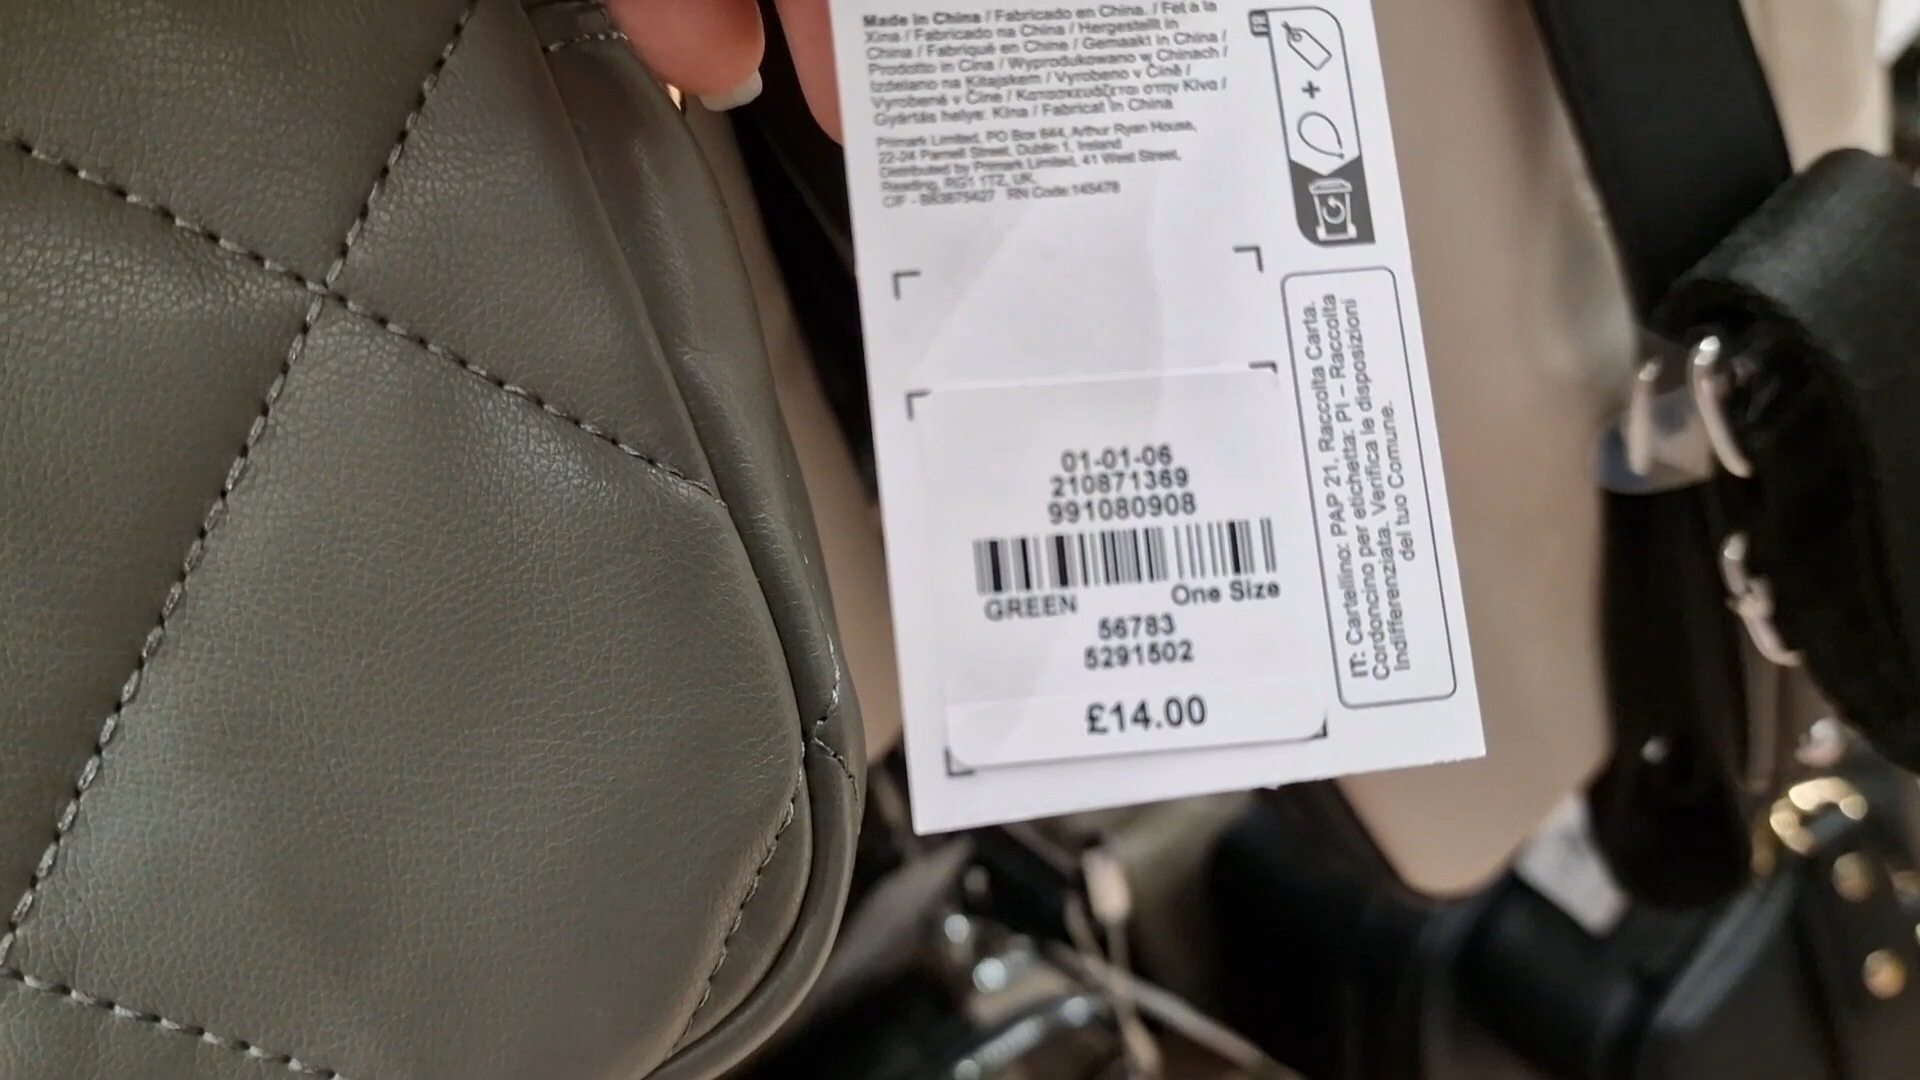 Made in China / Fabricado en China. / Fet a la
Xina / Fabricado na China / Hergestellt in
China / Fabriqué en Chine / Gemaakt in China /
Prodotto in Cina / Wyprodukowano w Chinach /
Izdelano na Kitajskem / Vyrobeno v Číně /
Vyrobené v Číne / Κατασκευάζεται στην Κίνα /
Gyártás helye: Kína / Fabricat în China
Primark Limited, PO Box 644, Arthur Ryan House,
22-24 Parnell Street, Dublin 1, Ireland
Distributed by Primark Limited, 41 West Street,
Reading, RG1 1TZ, UK.
CIF - RN Code:145478
FR
IT: Cartellino: PAP 21, Raccolta Carta.
Cordoncino per etichetta: PI – Raccolta
Indifferenziata. Verifica le disposizioni
del tuo Comune.
01-01-06
210871369
991080908
GREEN One Size
56783
5291502
£14.00